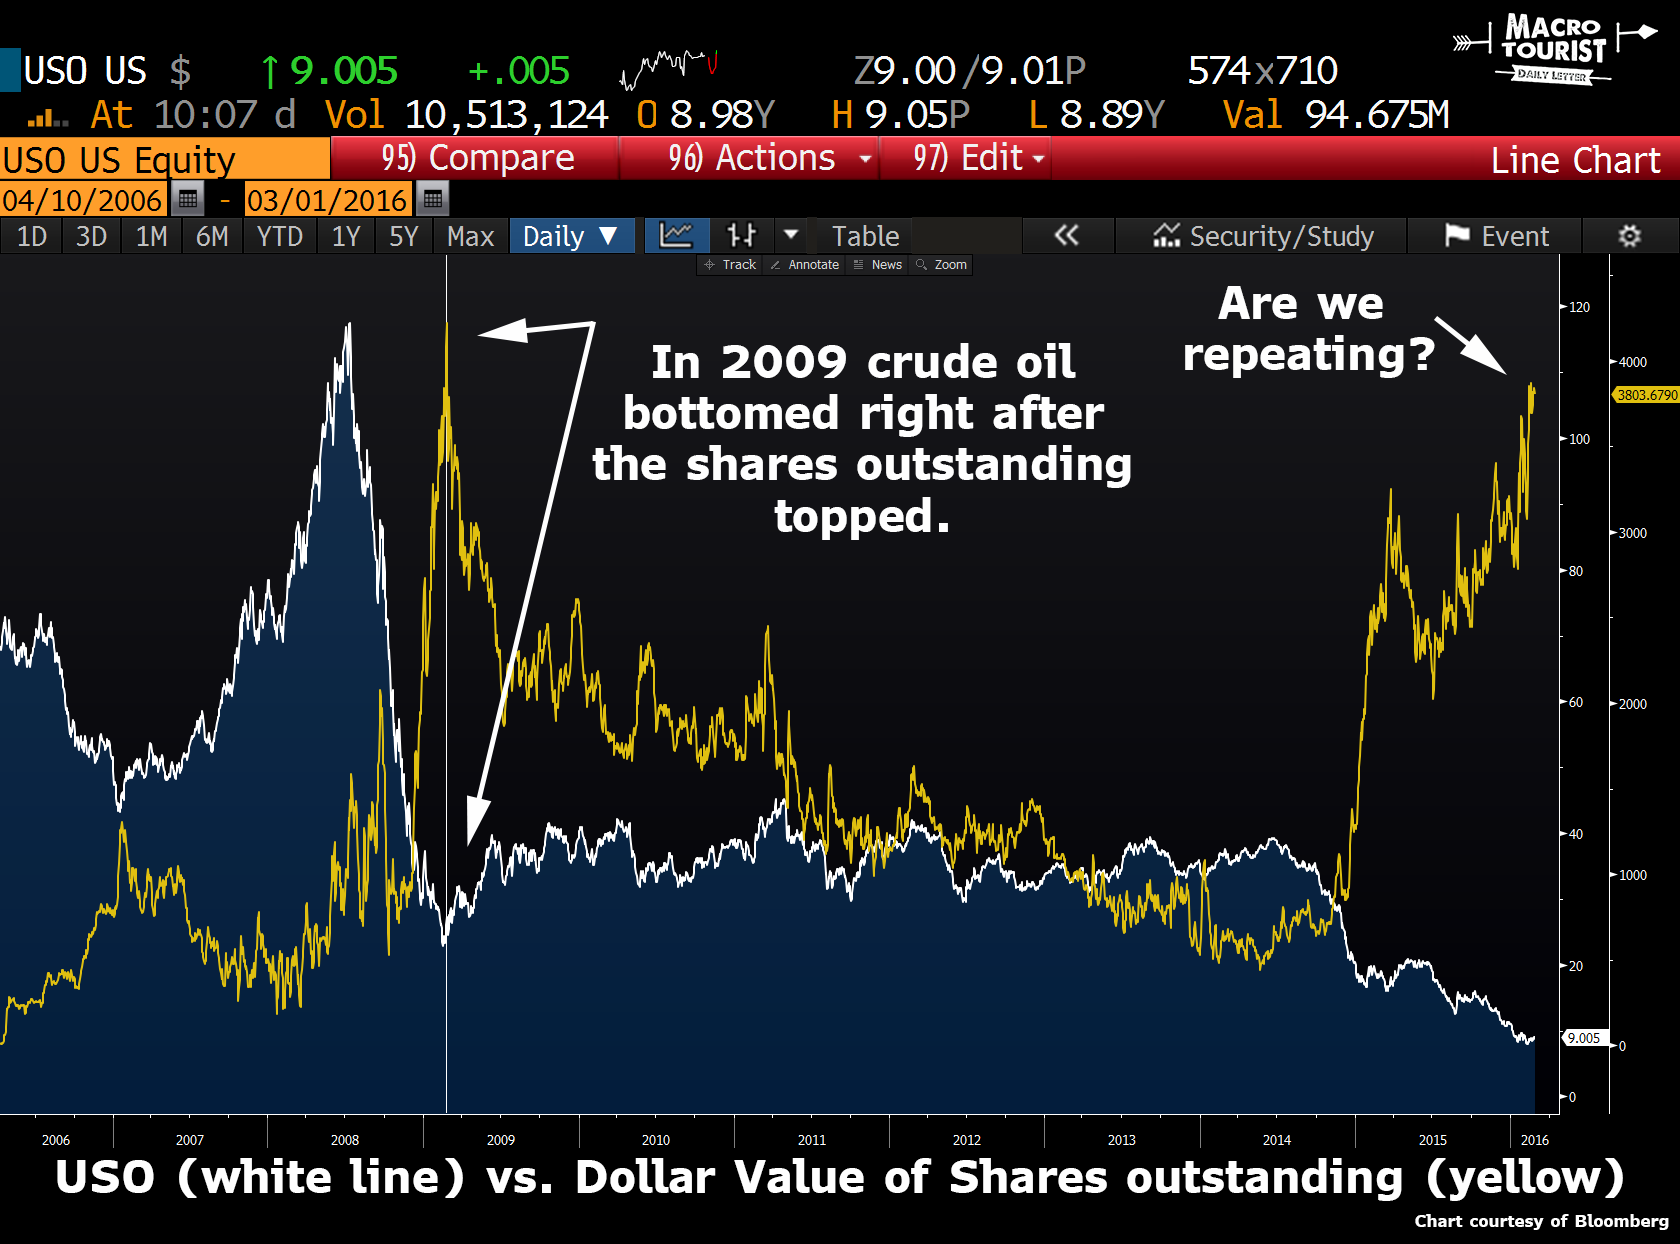 MACRO
TOURIST
DAILY LETTER
USO US $ ↑ 9.005 +.005 Z9.00/9.01P 574x710
At 10:07 d Vol 10,513,124 O 8.98Y H 9.05P L 8.89Y Val 94.675M
USO US Equity 95) Compare 96) Actions 97) Edit Line Chart
04/10/2006 - 03/01/2016
1D 3D 1M 6M YTD 1Y 5Y Max Daily ▼ Table « Security/Study Event
Track Annotate News Zoom
Are we
repeating?
In 2009 crude oil
bottomed right after
the shares outstanding
topped.
120
100
80
60
40
20
0
9.005
4000
3803.6790
3000
2000
1000
0
2006 2007 2008 2009 2010 2011 2012 2013 2014 2015 2016
USO (white line) vs. Dollar Value of Shares outstanding (yellow)
Chart courtesy of Bloomberg